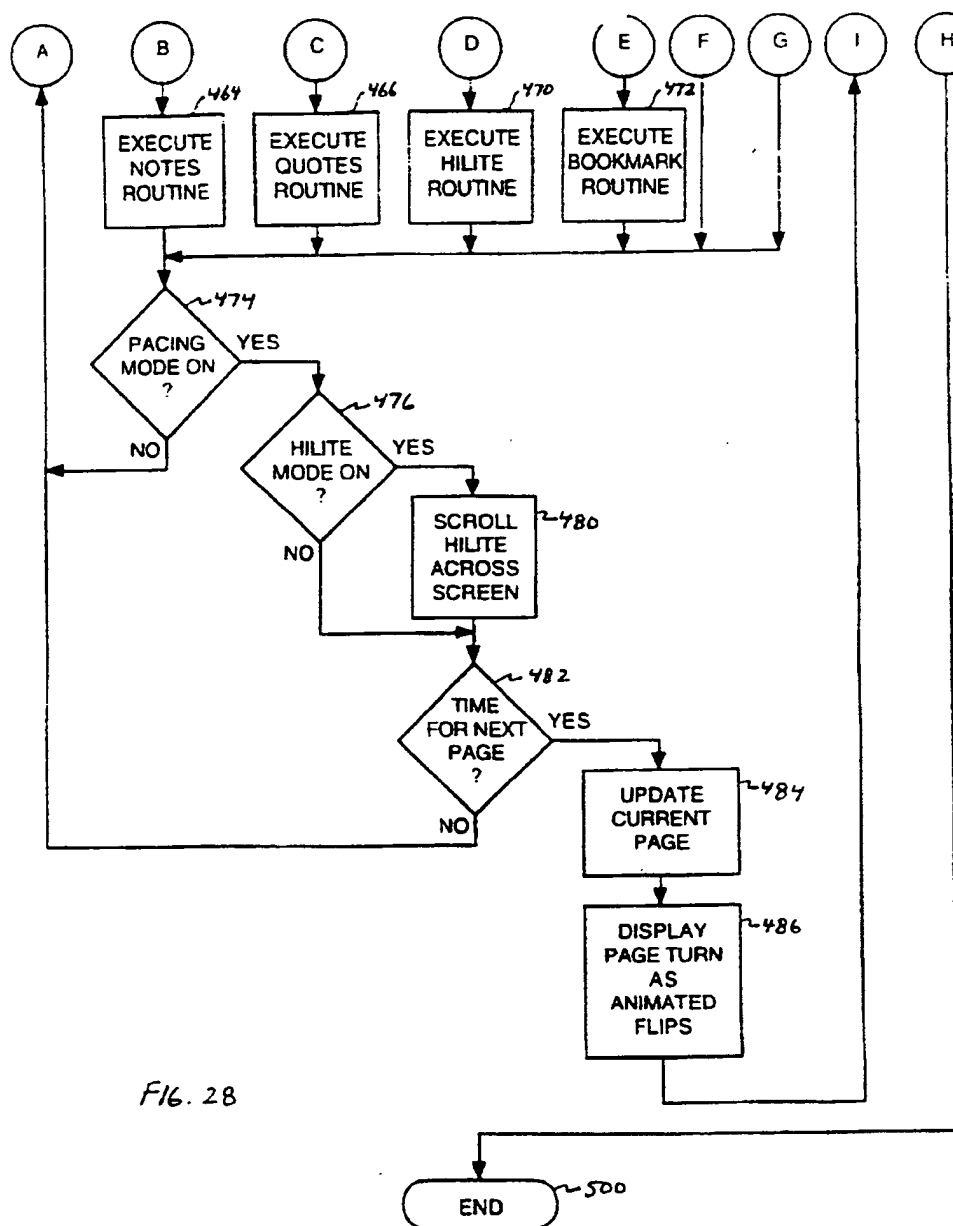 A B C D E F G I H
464 466 470 472
EXECUTE
NOTES
ROUTINE
EXECUTE
QUOTES
ROUTINE
EXECUTE
HILITE
ROUTINE
EXECUTE
BOOKMARK
ROUTINE
474
PACING
MODE ON
?
YES
NO
476
HILITE
MODE ON
?
YES
NO
480
SCROLL
HILITE
ACROSS
SCREEN
482
TIME
FOR NEXT
PAGE
?
YES
NO
484
UPDATE
CURRENT
PAGE
486
DISPLAY
PAGE TURN
AS
ANIMATED
FLIPS
FIG. 28
END
500